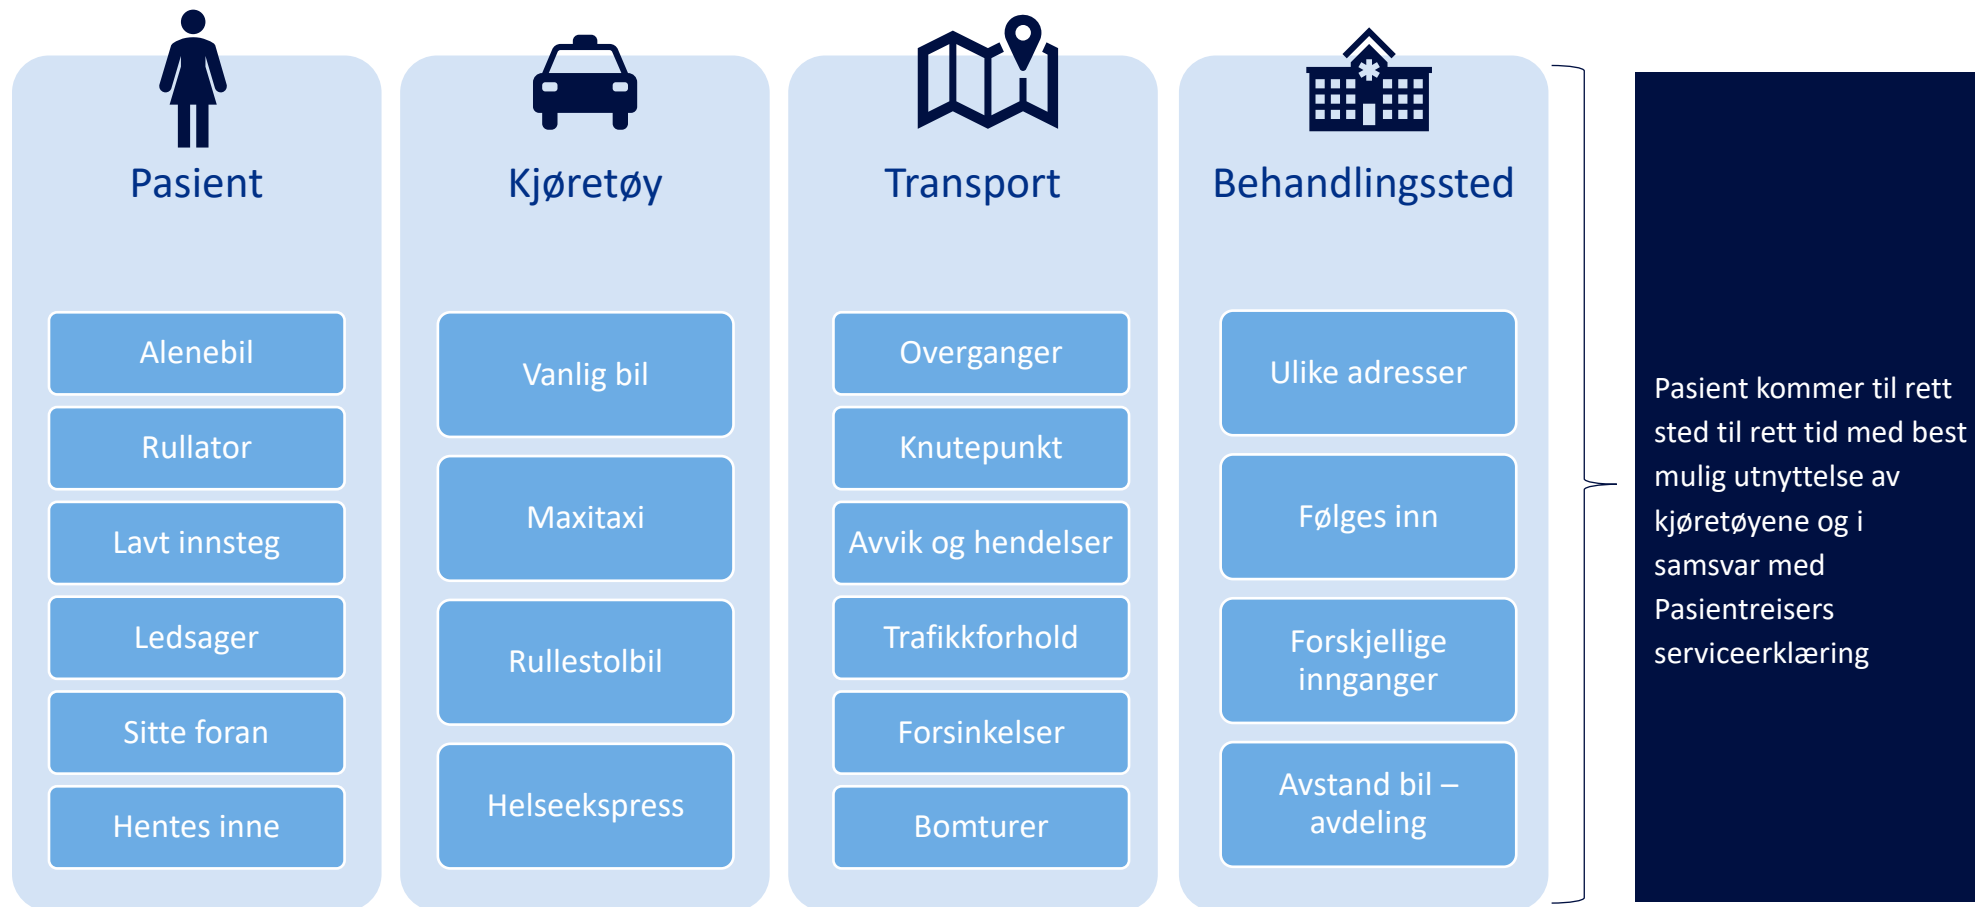 Pasient
Alenebil
Rullator
Lavt innsteg
Ledsager
Sitte foran
Hentes inne
Kjøretøy
Vanlig bil
Maxitaxi
Rullestolbil
Helseekspress
Transport
Overganger
Knutepunkt
Avvik og hendelser
Trafikkforhold
Forsinkelser
Bomturer
Behandlingssted
Ulike adresser
Følges inn
Forskjellige
innganger
Avstand bil –
avdeling
Pasient kommer til rett
sted til rett tid med best
mulig utnyttelse av
kjøretøyene og i
samsvar med
Pasientreisers
serviceerklæring